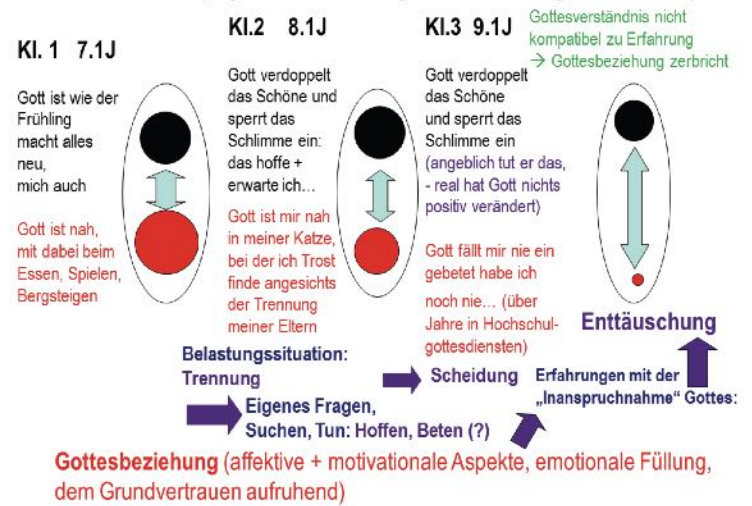 Kl. 1 7.1J
Gott ist wie der
Frühling
macht alles
neu,
mich auch
Gott ist nah,
mit dabei beim
Essen, Spielen,
Bergsteigen
Kl.2 8.1J
Gott verdoppelt
das Schöne und
sperrt das
Schlimme ein:
das hoffe +
erwarte ich...
Gott ist mir nah
in meiner Katze,
bei der ich Trost
finde angesichts
der Trennung
meiner Eltern
Kl.3 9.1J
Gott verdoppelt
das Schöne
und sperrt das
Schlimme ein
(angeblich tut er das,
- real hat Gott nichts
positiv verändert)
Gott fällt mir nie ein
gebetet habe ich
noch nie... (über
Jahre in Hochschul-
gottesdiensten)
Gottesverständnis nicht
kompatibel zu Erfahrung
→ Gottesbeziehung zerbricht
Enttäuschung
Belastungssituation:
Trennung
Scheidung
Erfahrungen mit der
„Inanspruchnahme“ Gottes:
Eigenes Fragen,
Suchen, Tun: Hoffen, Beten (?)
Gottesbeziehung (affektive + motivationale Aspekte, emotionale Füllung,
dem Grundvertrauen aufruhend)